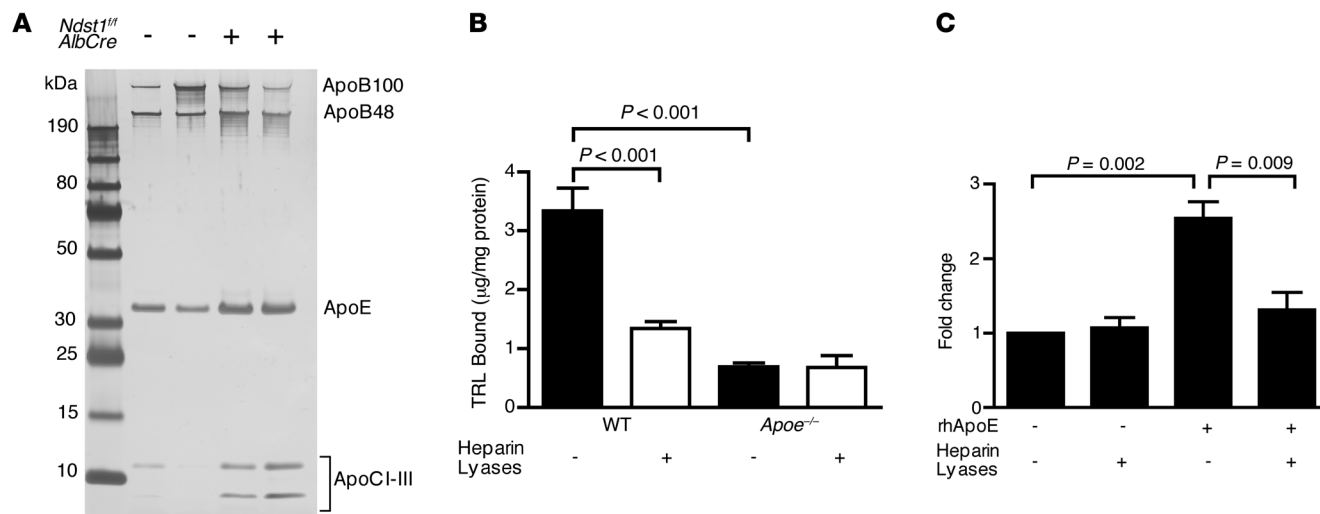 A
Ndst1f/f
AlbCre
- - + +
kDa
190
80
50
30
25
15
10
ApoB100
ApoB48
ApoE
ApoCI-III
B
P < 0.001
P < 0.001
TRL Bound (μg/mg protein)
4
3
2
1
0
WT Apoe–/–
Heparin
Lyases
- + - +
C
P = 0.002 P = 0.009
Fold change
3
2
1
0
rhApoE - - + +
Heparin
Lyases
- + - +